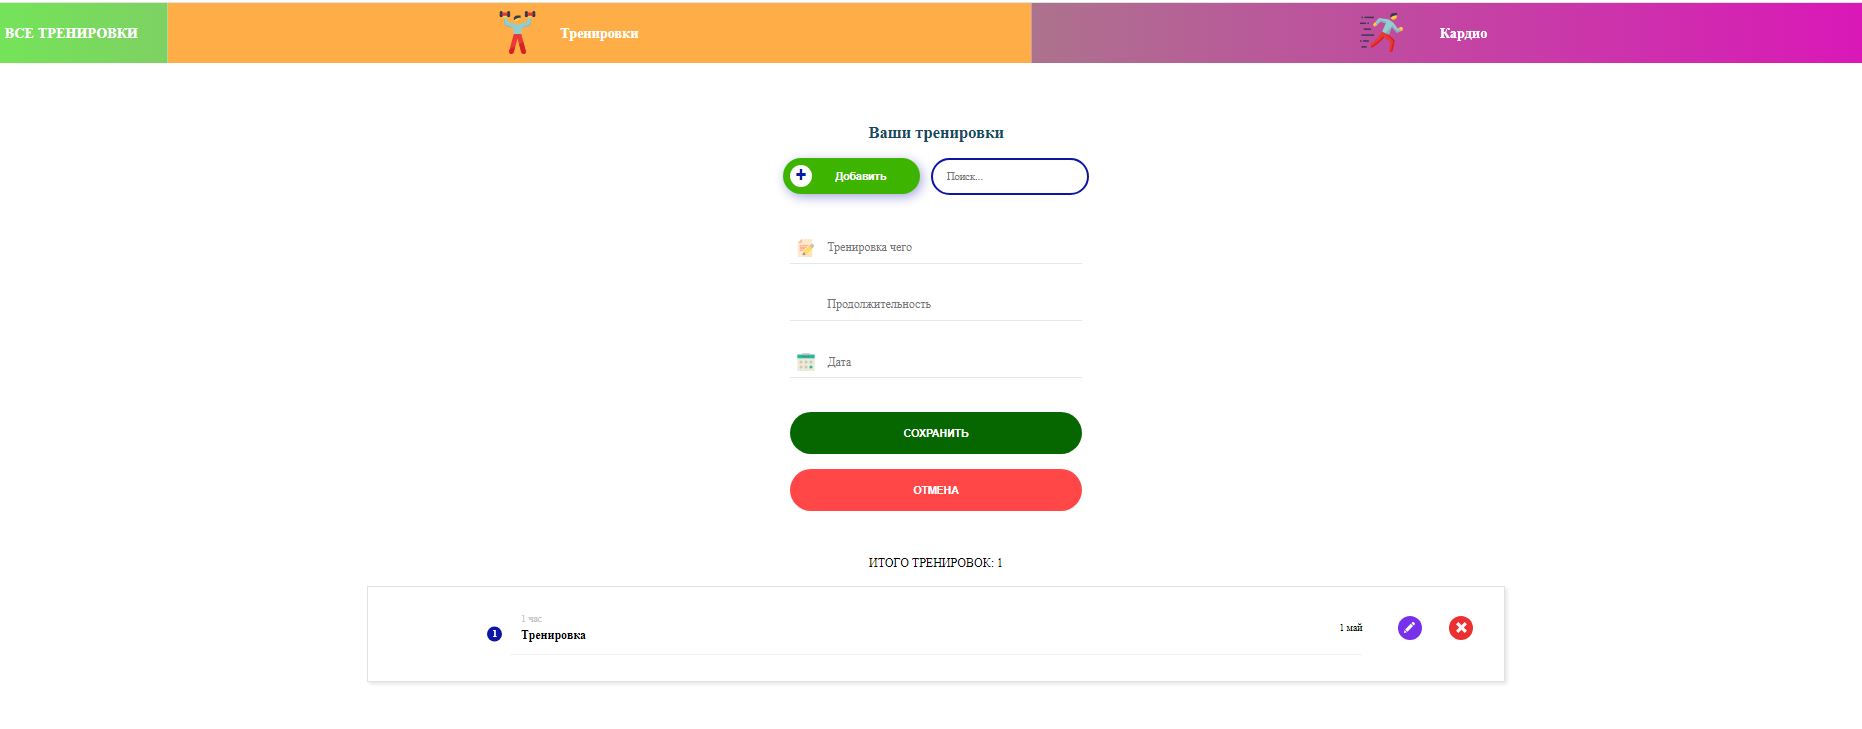 ВСЕ ТРЕНИРОВКИ
Тренировки
Кардио
Ваши тренировки
Добавить
Поиск...
Тренировка чего
Продолжительность
Дата
СОХРАНИТЬ
ОТМЕНА
ИТОГО ТРЕНИРОВОК: 1
1 час
1 Тренировка
1 май